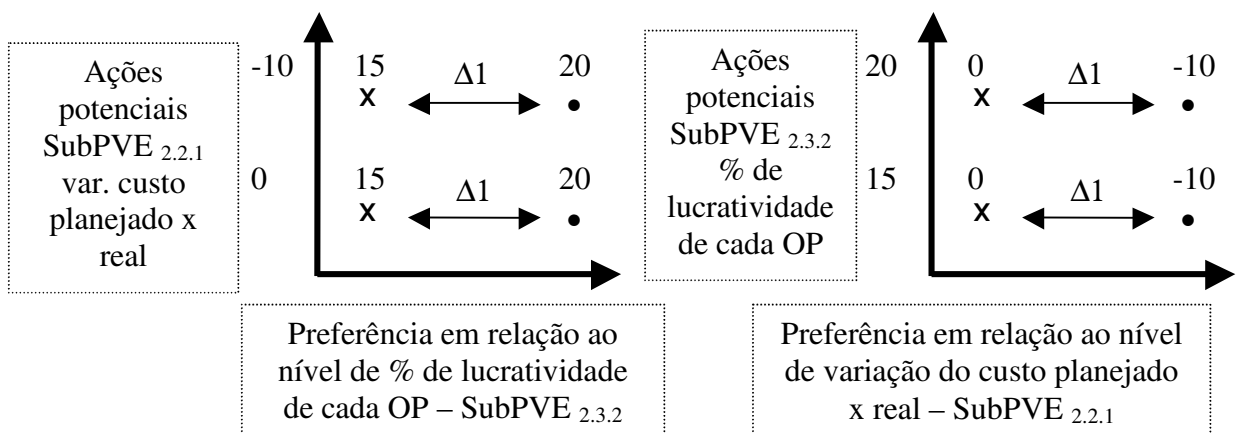 Ações
potenciais
SubPVE 2.2.1
var. custo
planejado x
real
-10
15
Δ1
20
x
•
0
15
Δ1
20
x
•
Preferência em relação ao
nível de % de lucratividade
de cada OP – SubPVE 2.3.2
Ações
potenciais
SubPVE 2.3.2
% de
lucratividade
de cada OP
20
0
Δ1
-10
x
•
15
0
Δ1
-10
x
•
Preferência em relação ao nível
de variação do custo planejado
x real – SubPVE 2.2.1